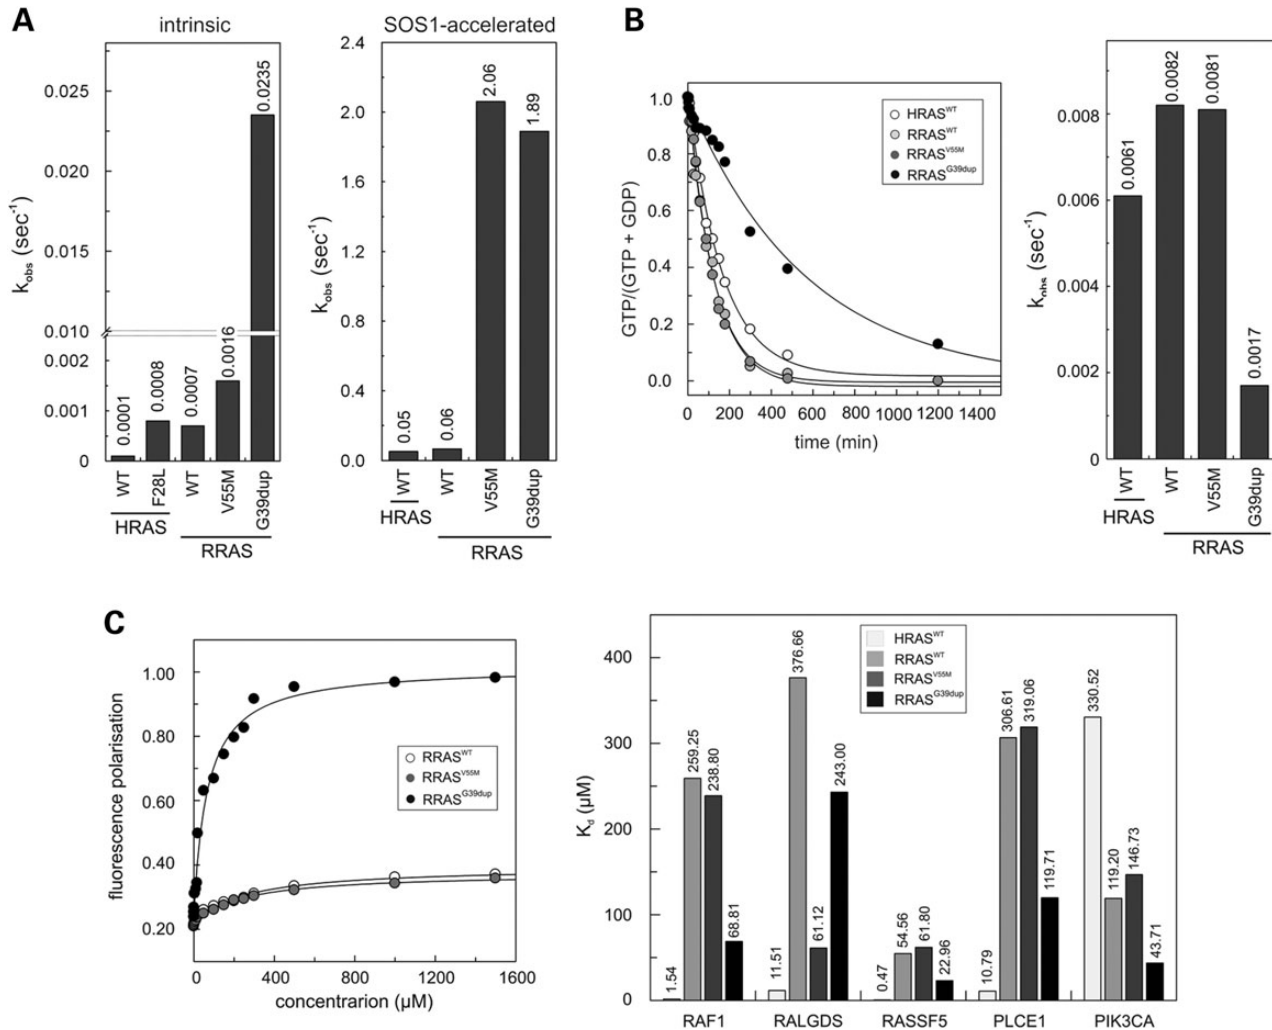 A
intrinsic
SOS1-accelerated
k_obs (sec⁻¹)
0.025
0.020
0.015
0.010
0.002
0.001
0
0.0001
0.0008
0.0007
0.0016
0.0235
WT
F28L
WT
V55M
G39dup
HRAS
RRAS
k_obs (sec⁻¹)
2.4
2.0
1.6
1.2
0.8
0.4
0.0
0.05
0.06
2.06
1.89
WT
WT
V55M
G39dup
HRAS
RRAS
B
GTP/(GTP + GDP)
1.0
0.8
0.6
0.4
0.2
0.0
0 200 400 600 800 1000 1200 1400
time (min)
HRAS^WT
RRAS^WT
RRAS^V55M
RRAS^G39dup
k_obs (sec⁻¹)
0.008
0.006
0.004
0.002
0
0.0061
0.0082
0.0081
0.0017
WT
WT
V55M
G39dup
HRAS
RRAS
C
fluorescence polarisation
1.00
0.80
0.60
0.40
0.20
0 400 800 1200 1600
concentrarion (µM)
RRAS^WT
RRAS^V55M
RRAS^G39dup
K_d (µM)
400
300
200
100
0
HRAS^WT
RRAS^WT
RRAS^V55M
RRAS^G39dup
1.54
259.25
238.80
68.81
11.51
376.66
61.12
243.00
0.47
54.56
61.80
22.96
10.79
306.61
319.06
119.71
330.52
119.20
146.73
43.71
RAF1 RALGDS RASSF5 PLCE1 PIK3CA